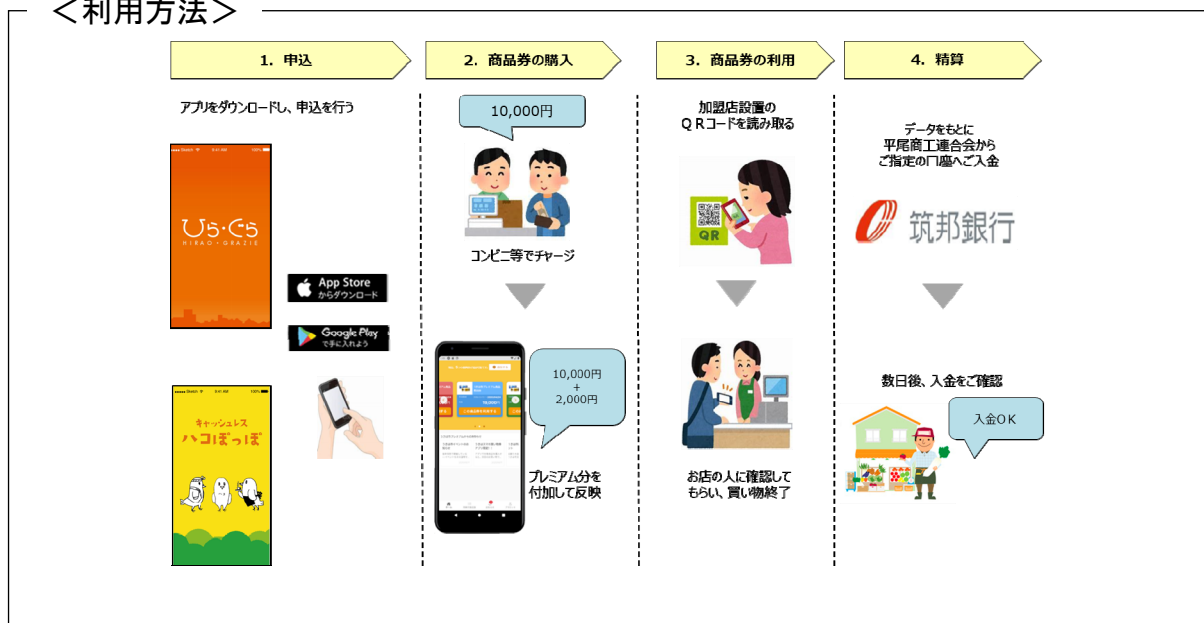 ＜利用方法＞
1．申込
アプリをダウンロードし、申込を行う
ひら・ぐら
HIRAO・GRAZIE
App Store
からダウンロード
Google Play
で手に入れよう
キャッシュレス
ハコぽっぽ
2．商品券の購入
10,000円
コンビニ等でチャージ
10,000円
+
2,000円
プレミアム分を
付加して反映
3．商品券の利用
加盟店設置の
QRコードを読み取る
QR
お店の人に確認して
もらい、買い物終了
4．精算
データをもとに
平尾商工連合会から
ご指定の口座へご入金
筑邦銀行
数日後、入金をご確認
入金OK